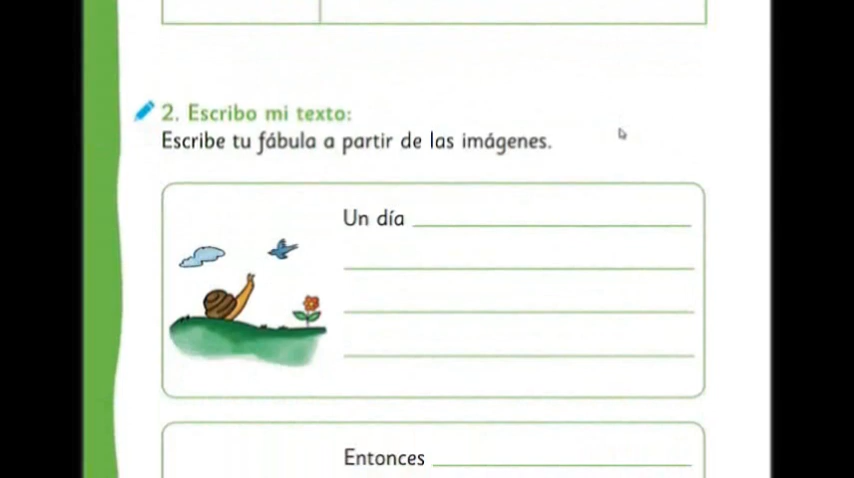 2. Escribo mi texto:
Escribe tu fábula a partir de las imágenes.
Un día
Entonces